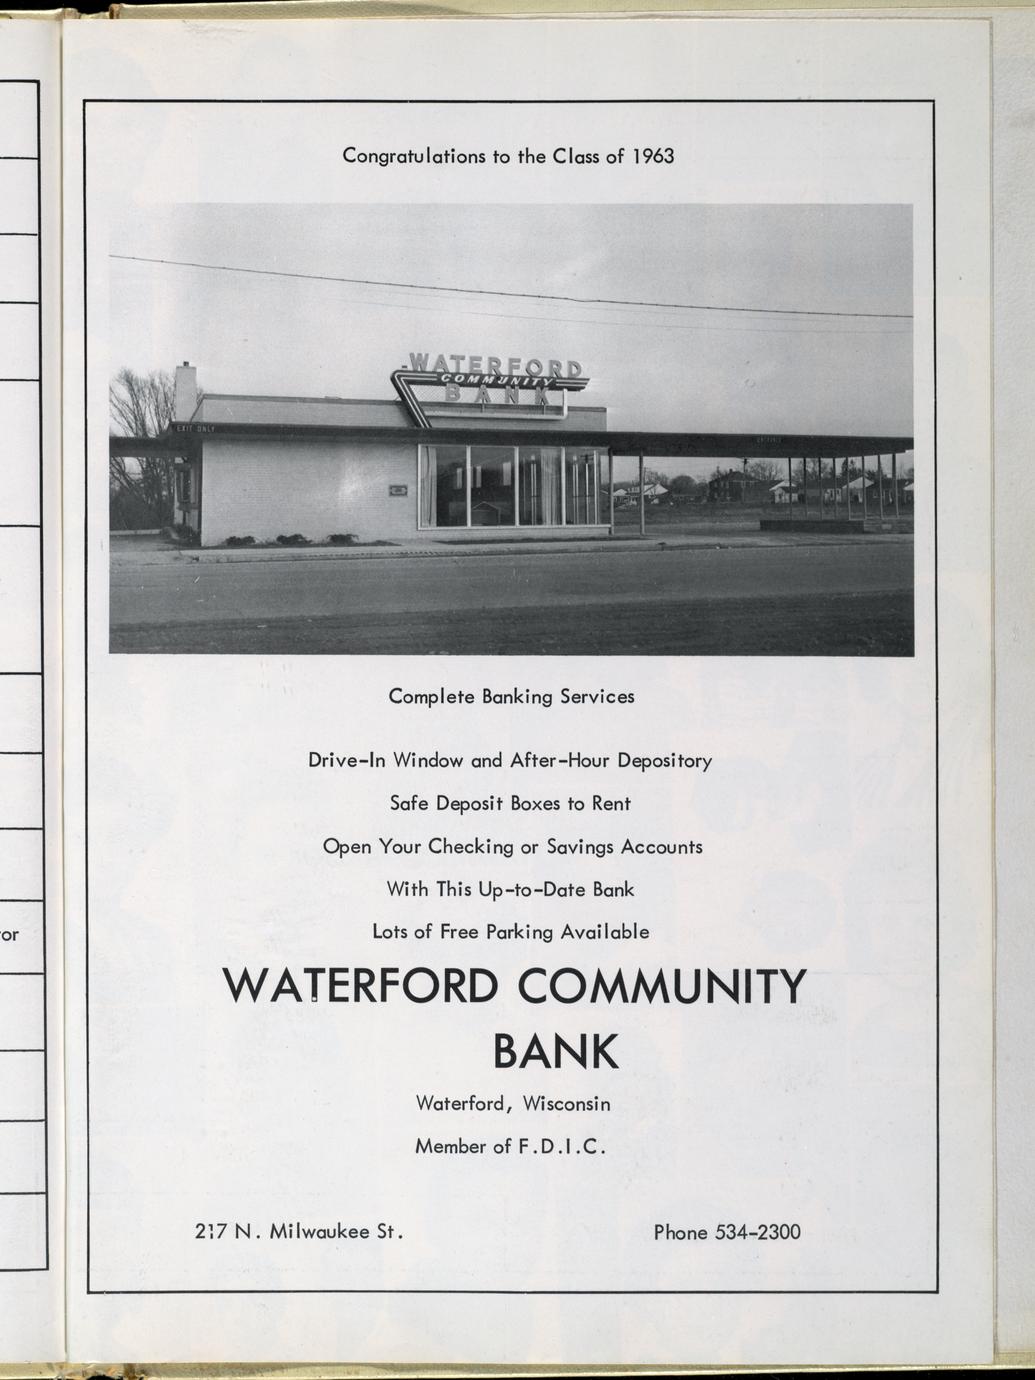 or
Congratulations to the Class of 1963
WATERFORD
COMMUNITY
BANK
EXIT ONLY
ENTRANCE
Complete Banking Services
Drive-In Window and After-Hour Depository
Safe Deposit Boxes to Rent
Open Your Checking or Savings Accounts
With This Up-to-Date Bank
Lots of Free Parking Available
WATERFORD COMMUNITY
BANK
Waterford, Wisconsin
Member of F.D.I.C.
217 N. Milwaukee St.
Phone 534-2300